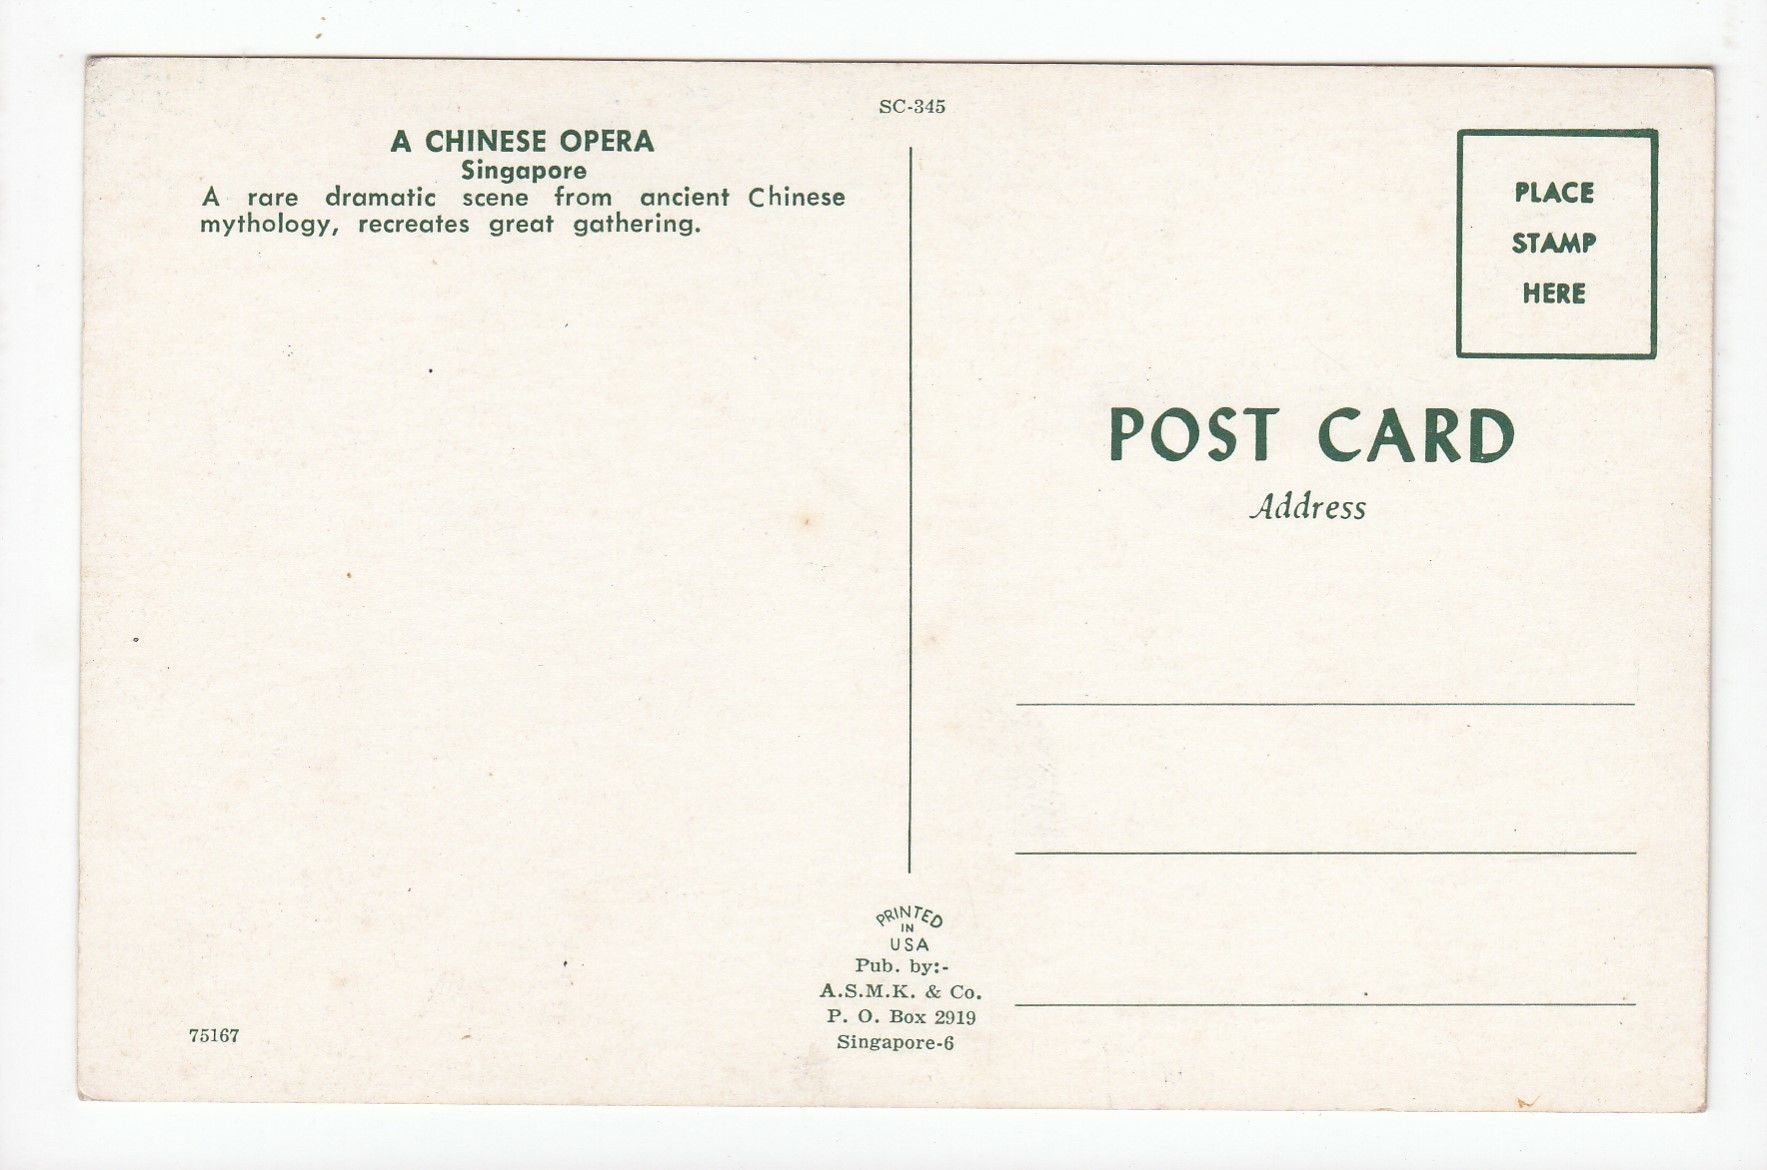 SC-345
A CHINESE OPERA
Singapore
A rare dramatic scene from ancient Chinese
mythology, recreates great gathering.
PLACE
STAMP
HERE
POST CARD
Address
PRINTED
IN
USA
Pub. by:-
A.S.M.K. & Co.
P. O. Box 2919
Singapore-6
75167